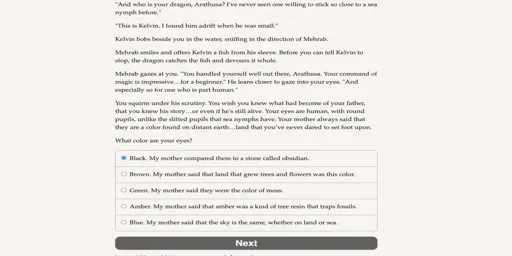 "And who is your dragon, Arathusa? I've never seen one willing to stick so close to a sea
nymph before."
"This is Kelvin. I found him adrift when he was small."
Kelvin bobs beside you in the water, sniffing in the direction of Mehrab.
Mehrab smiles and offers Kelvin a fish from his sleeve. Before you can tell Kelvin to
stop, the dragon catches the fish and devours it whole.
Mehrab gazes at you. "You handled yourself well out there, Arathusa. Your command of
magic is impressive…for a beginner." He leans closer to gaze into your eyes. "And
especially so for one who is part human."
You squirm under his scrutiny. You wish you knew what had become of your father,
that you knew his story…or even if he's still alive. Your eyes are human, with round
pupils, unlike the slitted pupils that sea nymphs have. Your mother always said that
they are a color found on distant earth…land that you've never dared to set foot upon.
What color are your eyes?
Black. My mother compared them to a stone called obsidian.
Brown. My mother said that land that grew trees and flowers was this color.
Green. My mother said they were the color of moss.
Amber. My mother said that amber was a kind of tree resin that traps fossils.
Blue. My mother said that the sky is the same, whether on land or sea.
Next